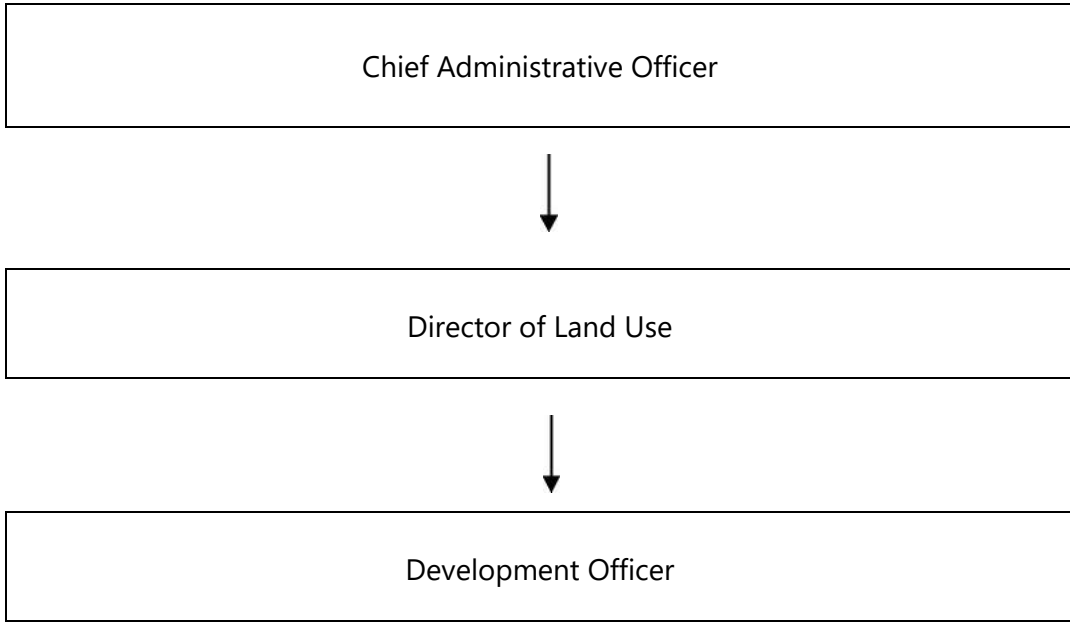 Chief Administrative Officer
Director of Land Use
Development Officer